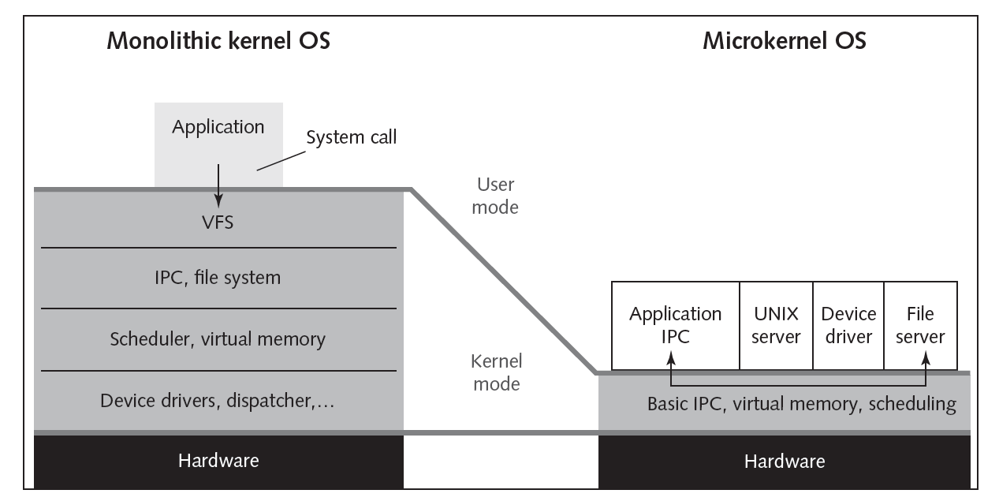 Monolithic kernel OS
Microkernel OS
Application
System call
User
mode
VFS
IPC, file system
Scheduler, virtual memory
Device drivers, dispatcher,…
Hardware
Kernel
mode
Application
IPC
UNIX
server
Device
driver
File
server
Basic IPC, virtual memory, scheduling
Hardware